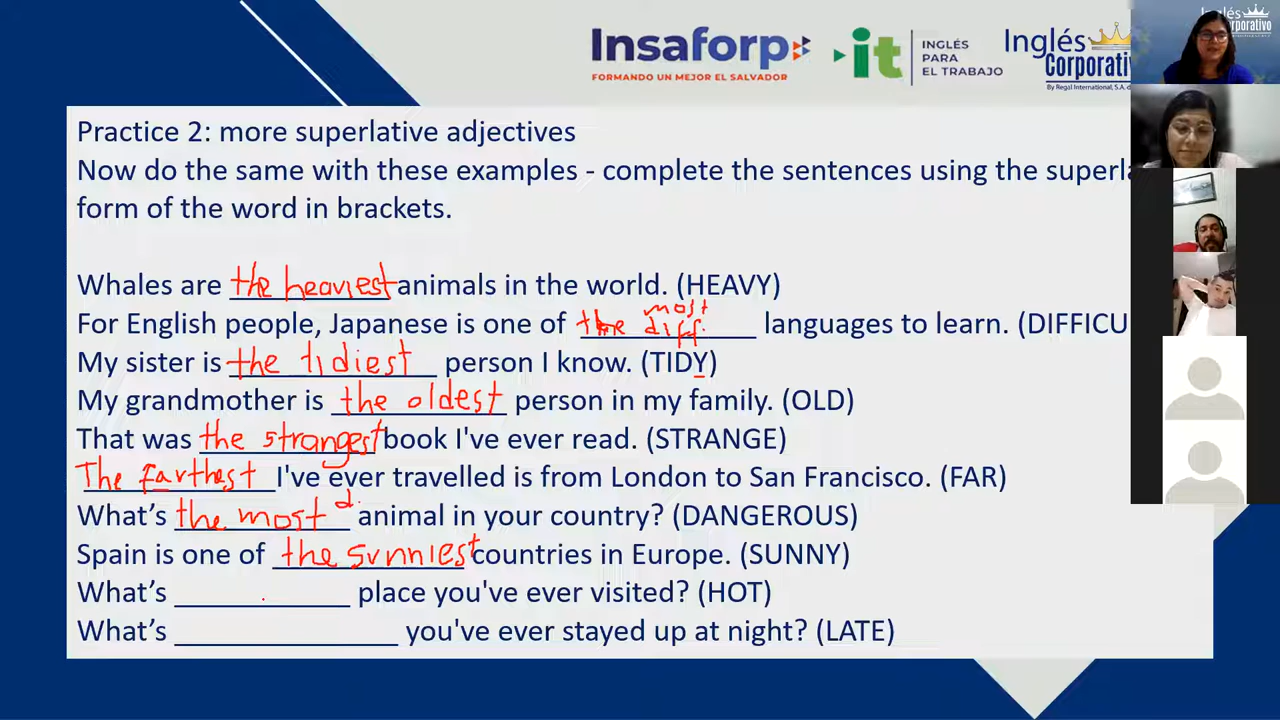 Insaforp
FORMANDO UN MEJOR EL SALVADOR
it INGLÉS PARA EL TRABAJO
Inglés Corporativ
By Regal International, S.A. d
Practice 2: more superlative adjectives
Now do the same with these examples - complete the sentences using the superla
form of the word in brackets.
Whales are the heaviest animals in the world. (HEAVY)
For English people, Japanese is one of the most diff. languages to learn. (DIFFICU
My sister is the tidiest person I know. (TIDY)
My grandmother is the oldest person in my family. (OLD)
That was the strangest book I've ever read. (STRANGE)
The farthest I've ever travelled is from London to San Francisco. (FAR)
What's the most d. animal in your country? (DANGEROUS)
Spain is one of the sunniest countries in Europe. (SUNNY)
What's ____________ place you've ever visited? (HOT)
What's _______________ you've ever stayed up at night? (LATE)